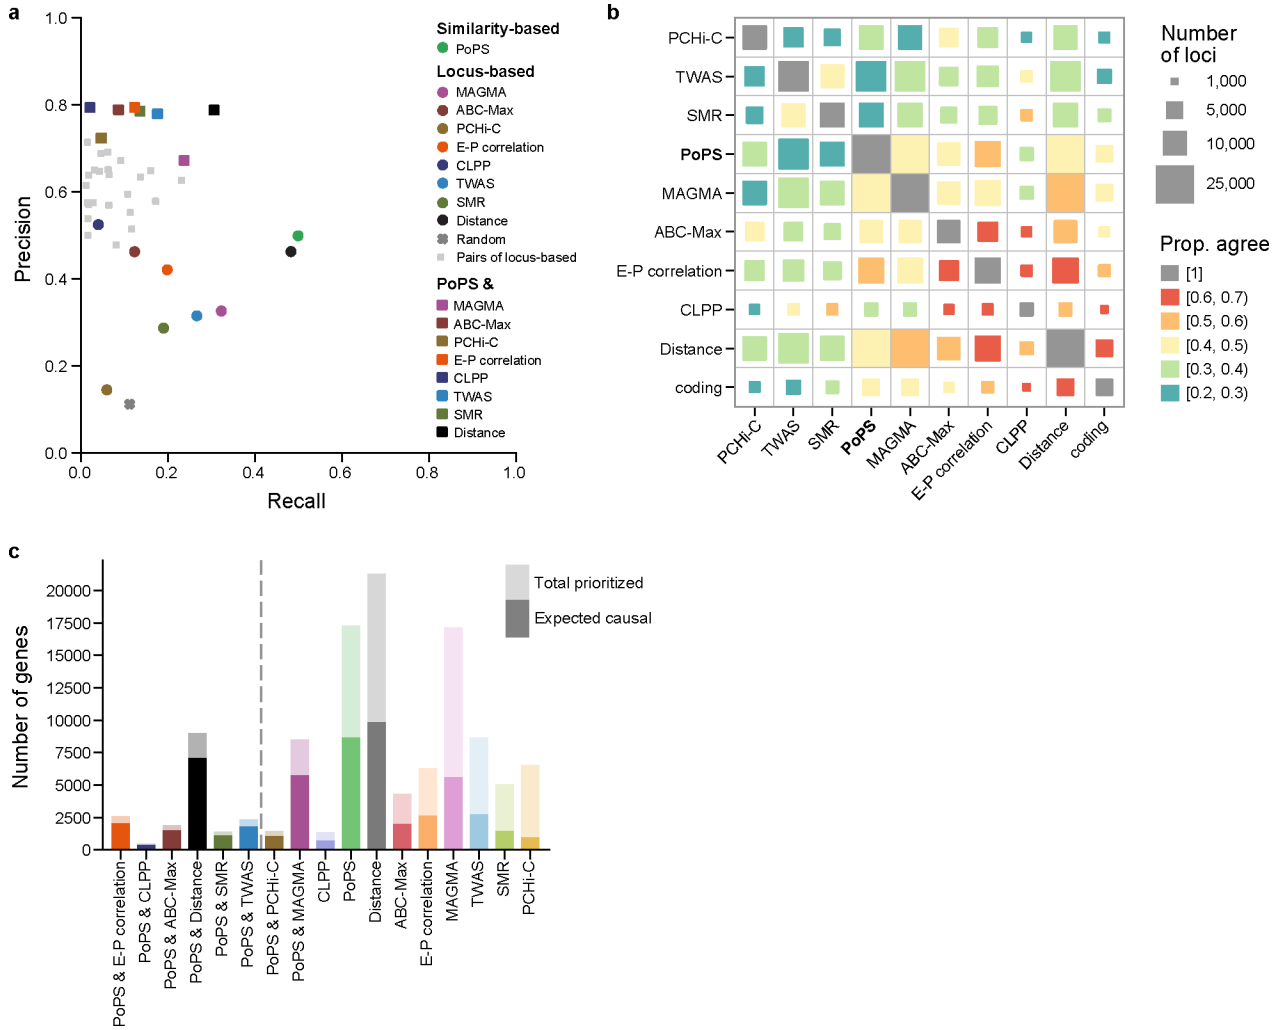 a
1.0
0.8
0.6
0.4
0.2
0.0
Precision
0.0
0.2
0.4
0.6
0.8
1.0
Recall
Similarity-based
PoPS
Locus-based
MAGMA
ABC-Max
PCHi-C
E-P correlation
CLPP
TWAS
SMR
Distance
Random
Pairs of locus-based
PoPS &
MAGMA
ABC-Max
PCHi-C
E-P correlation
CLPP
TWAS
SMR
Distance
b
PCHi-C
TWAS
SMR
PoPS
MAGMA
ABC-Max
E-P correlation
CLPP
Distance
coding
PCHi-C
TWAS
SMR
PoPS
MAGMA
ABC-Max
E-P correlation
CLPP
Distance
coding
Number
of loci
1,000
5,000
10,000
25,000
Prop. agree
[1]
[0.6, 0.7)
[0.5, 0.6)
[0.4, 0.5)
[0.3, 0.4)
[0.2, 0.3)
c
20000
17500
15000
12500
10000
7500
5000
2500
0
Number of genes
Total prioritized
Expected causal
PoPS & E-P correlation
PoPS & CLPP
PoPS & ABC-Max
PoPS & Distance
PoPS & SMR
PoPS & TWAS
PoPS & PCHi-C
PoPS & MAGMA
CLPP
PoPS
Distance
ABC-Max
E-P correlation
MAGMA
TWAS
SMR
PCHi-C